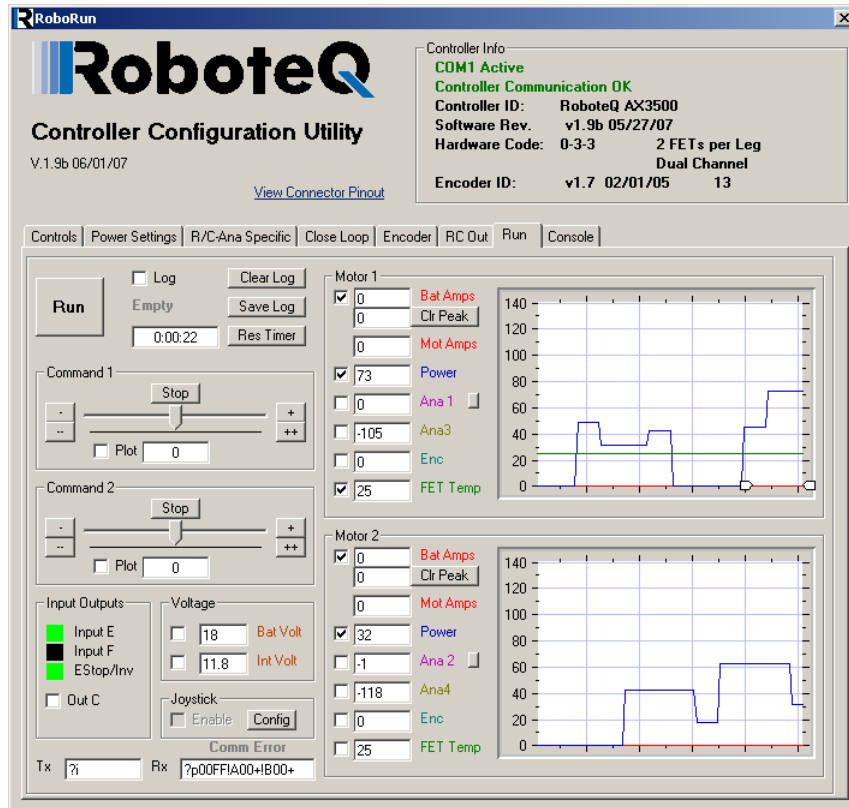 RoboRun
RoboteQ
Controller Configuration Utility
V.1.9b 06/01/07
View Connector Pinout
Controller Info
COM1 Active
Controller Communication OK
Controller ID: RoboteQ AX3500
Software Rev. v1.9b 05/27/07
Hardware Code: 0-3-3 2 FETs per Leg
Dual Channel
Encoder ID: v1.7 02/01/05 13
Controls Power Settings R/C-Ana Specific Close Loop Encoder RC Out Run Console
Run
Log
Clear Log
Empty
Save Log
0:00:22
Res Timer
Command 1
Stop
- +
-- ++
Plot 0
Command 2
Stop
- +
-- ++
Plot 0
Input Outputs
Input E
Input F
EStop/Inv
Out C
Voltage
18 Bat Volt
11.8 Int Volt
Joystick
Enable Config
Comm Error
Tx ?i Rx ?p00FF!A00+!B00+
Motor 1
0 Bat Amps
0 Clr Peak
0 Mot Amps
73 Power
0 Ana 1
-105 Ana3
0 Enc
25 FET Temp
140
120
100
80
60
40
20
0
Motor 2
0 Bat Amps
0 Clr Peak
0 Mot Amps
32 Power
-1 Ana 2
-118 Ana4
0 Enc
25 FET Temp
140
120
100
80
60
40
20
0